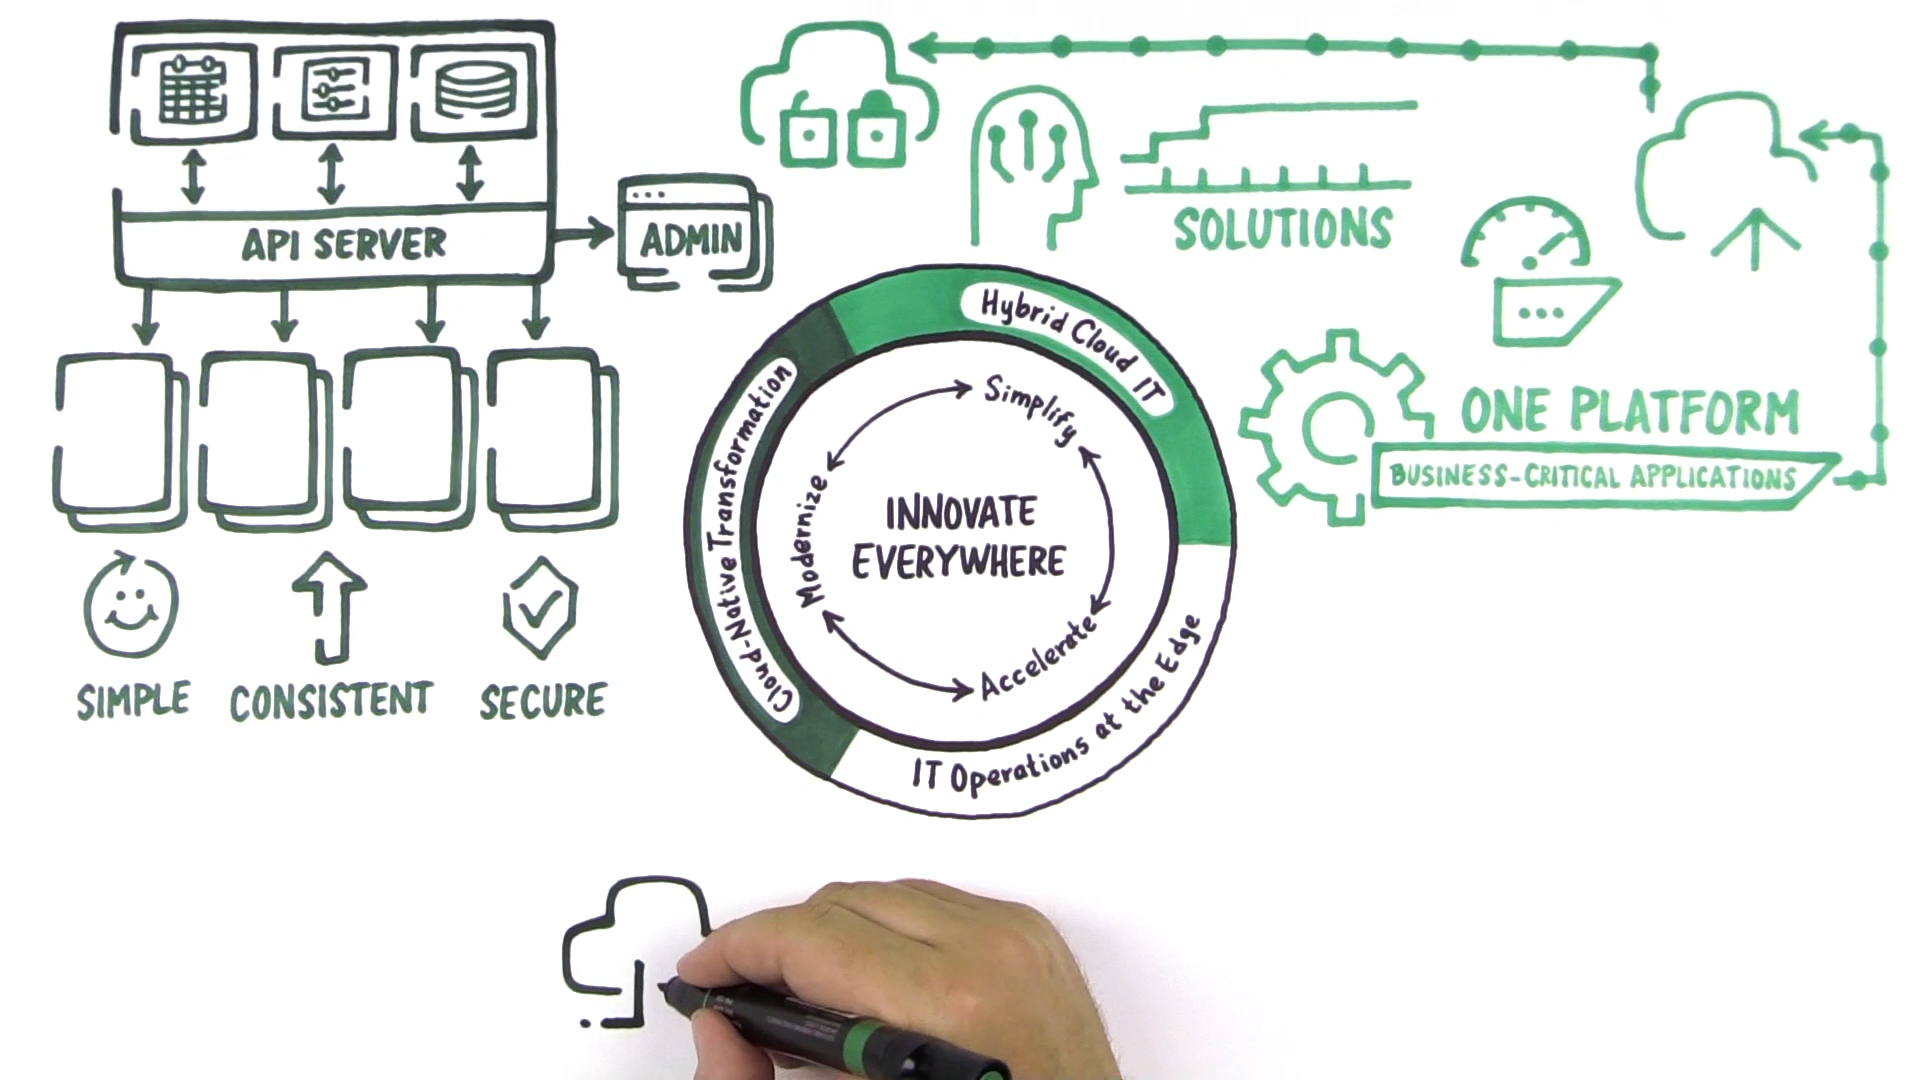 API SERVER
ADMIN
SIMPLE
CONSISTENT
SECURE
SOLUTIONS
ONE PLATFORM
BUSINESS-CRITICAL APPLICATIONS
Hybrid Cloud IT
Cloud-Native Transformation
IT Operations at the Edge
Simplify
Modernize
Accelerate
INNOVATE
EVERYWHERE